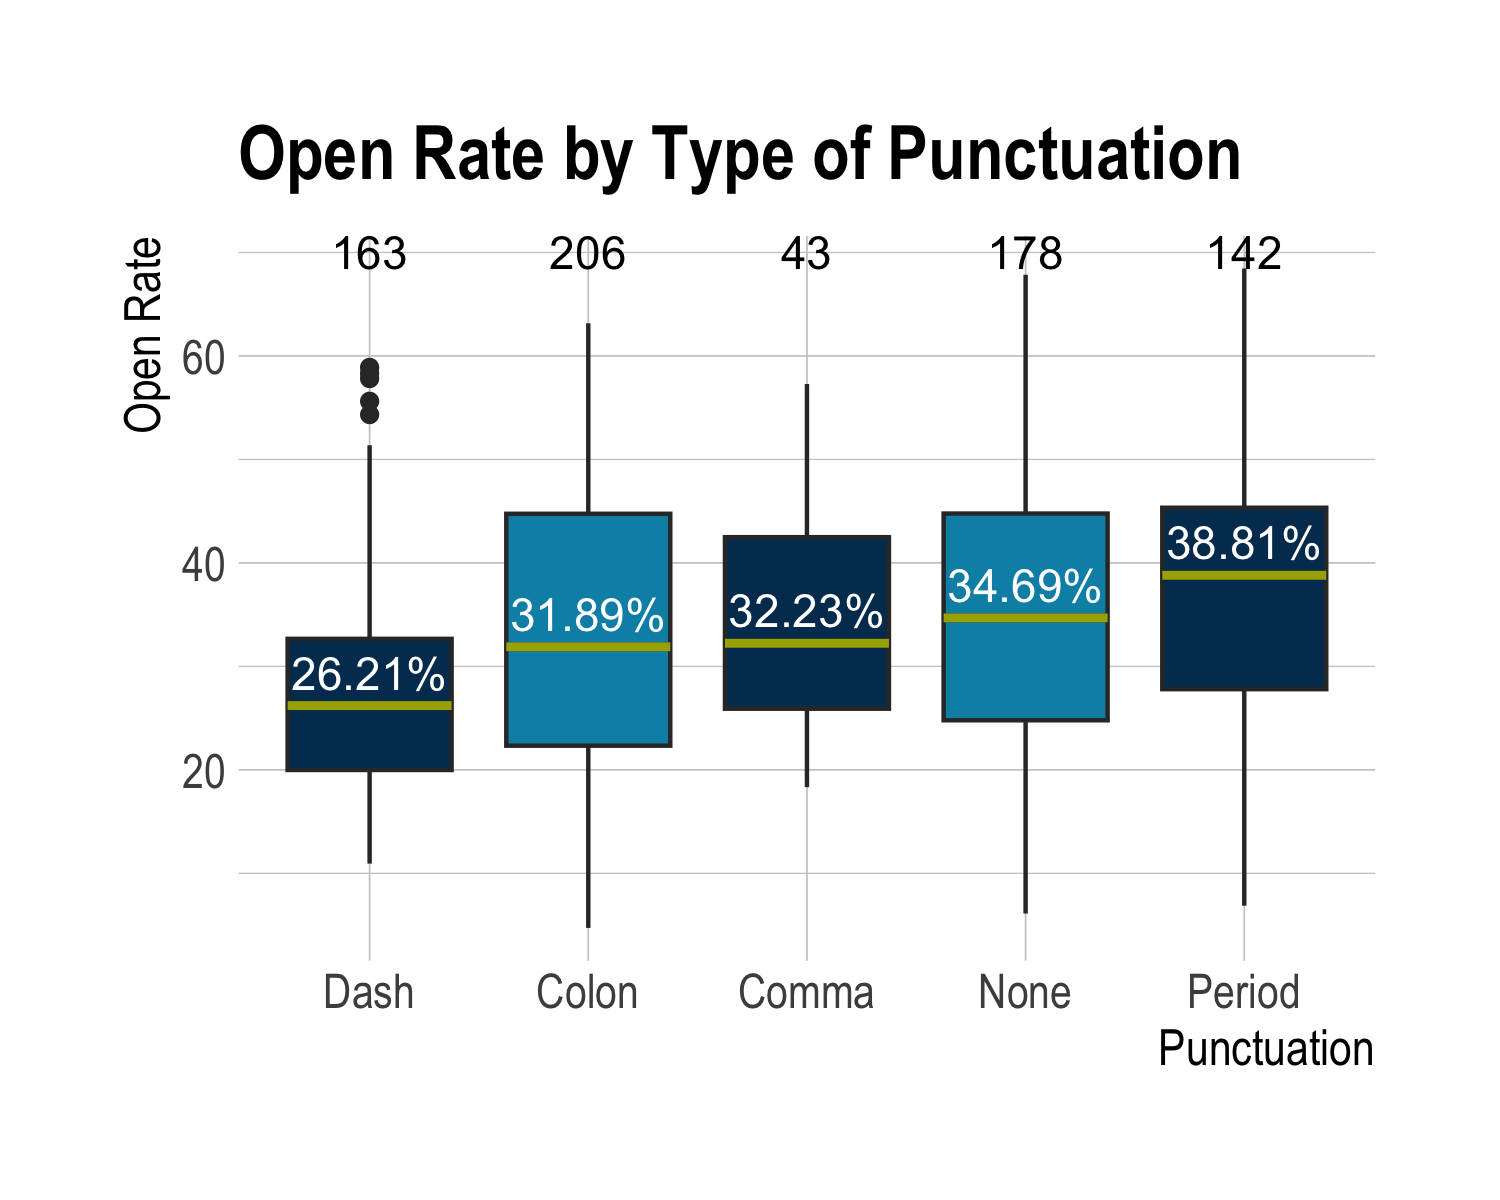 Open Rate by Type of Punctuation
163 206 43 178 142
Open Rate
60
40
20
26.21% 31.89% 32.23% 34.69% 38.81%
Dash Colon Comma None Period
Punctuation